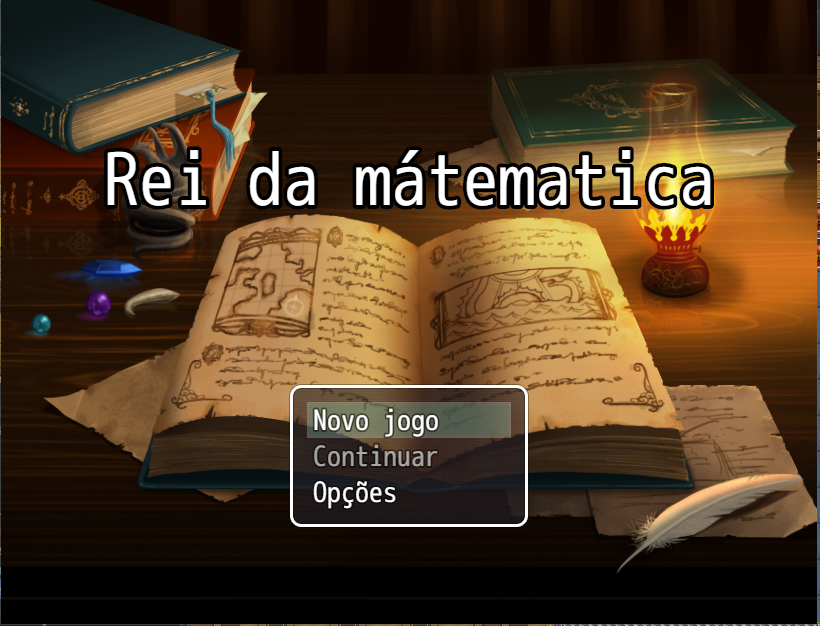 Rei da mátematica
Novo jogo
Continuar
Opções